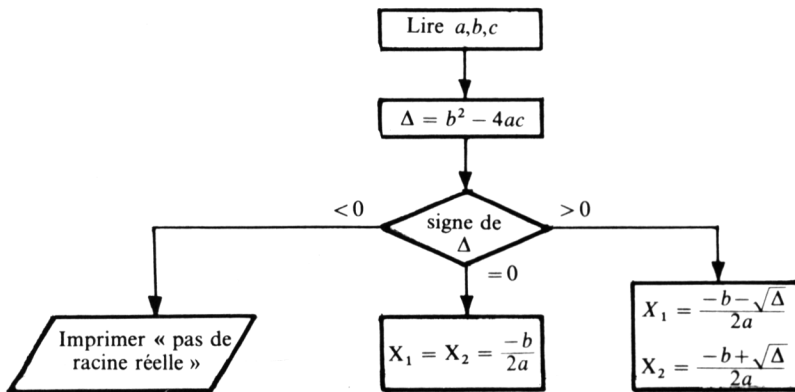 Lire a,b,c
Δ = b² − 4ac
< 0
signe de
Δ
> 0
= 0
Imprimer « pas de
racine réelle »
X₁ = X₂ = −b/2a
X₁ = −b−√Δ/2a
X₂ = −b+√Δ/2a